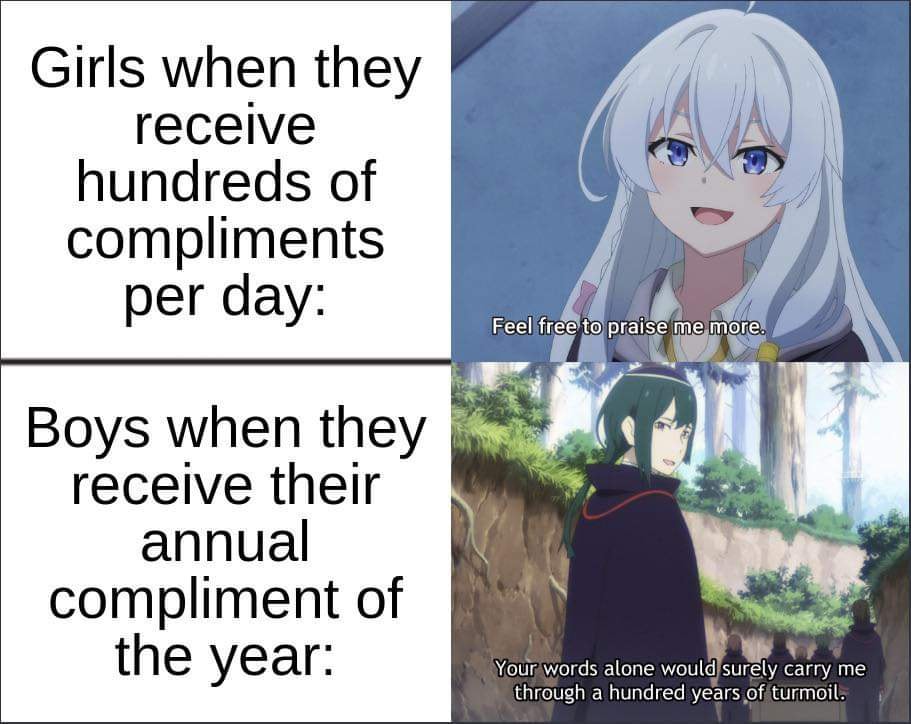 Girls when they
receive
hundreds of
compliments
per day:
Feel free to praise me more.
Boys when they
receive their
annual
compliment of
the year:
Your words alone would surely carry me
through a hundred years of turmoil.